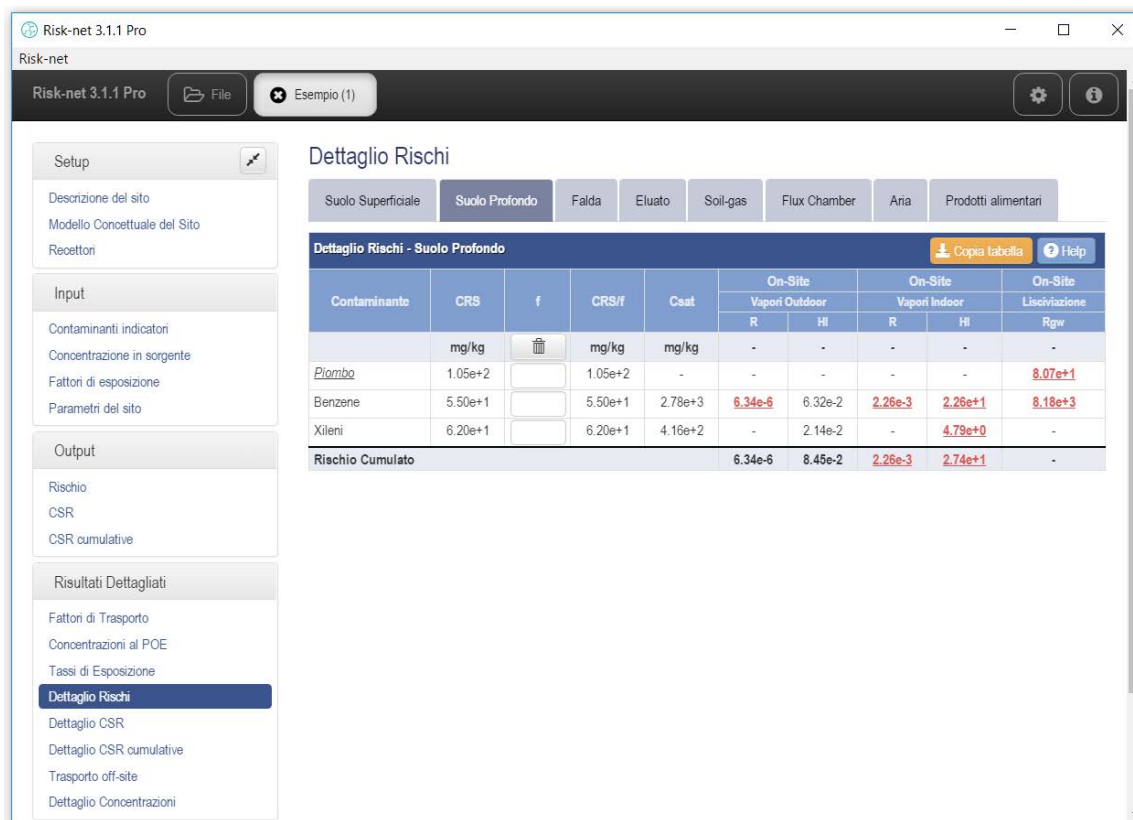 Risk-net 3.1.1 Pro
Risk-net
Risk-net 3.1.1 Pro File Esempio (1)
Setup
Descrizione del sito
Modello Concettuale del Sito
Recettori
Input
Contaminanti indicatori
Concentrazione in sorgente
Fattori di esposizione
Parametri del sito
Output
Rischio
CSR
CSR cumulative
Risultati Dettagliati
Fattori di Trasporto
Concentrazioni al POE
Tassi di Esposizione
Dettaglio Rischi
Dettaglio CSR
Dettaglio CSR cumulative
Trasporto off-site
Dettaglio Concentrazioni
Dettaglio Rischi
Suolo Superficiale Suolo Profondo Falda Eluato Soil-gas Flux Chamber Aria Prodotti alimentari
Dettaglio Rischi - Suolo Profondo Copia tabella Help
On-Site On-Site On-Site
Contaminante CRS f CRS/f Csat Vapori Outdoor Vapori Indoor Lisciviazione
R HI R HI Rgw
mg/kg mg/kg mg/kg - - - - -
Piombo 1.05e+2 1.05e+2 - - - - - 8.07e+1
Benzene 5.50e+1 5.50e+1 2.78e+3 6.34e-6 6.32e-2 2.26e-3 2.26e+1 8.18e+3
Xileni 6.20e+1 6.20e+1 4.16e+2 - 2.14e-2 - 4.79e+0 -
Rischio Cumulato 6.34e-6 8.45e-2 2.26e-3 2.74e+1 -